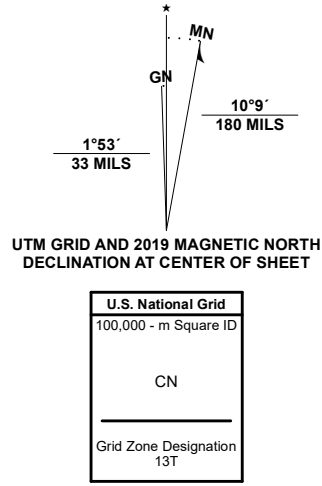 ★
MN
GN
10°9´
180 MILS
1°53´
33 MILS
UTM GRID AND 2019 MAGNETIC NORTH
DECLINATION AT CENTER OF SHEET
U.S. National Grid
100,000 - m Square ID
CN
Grid Zone Designation
13T